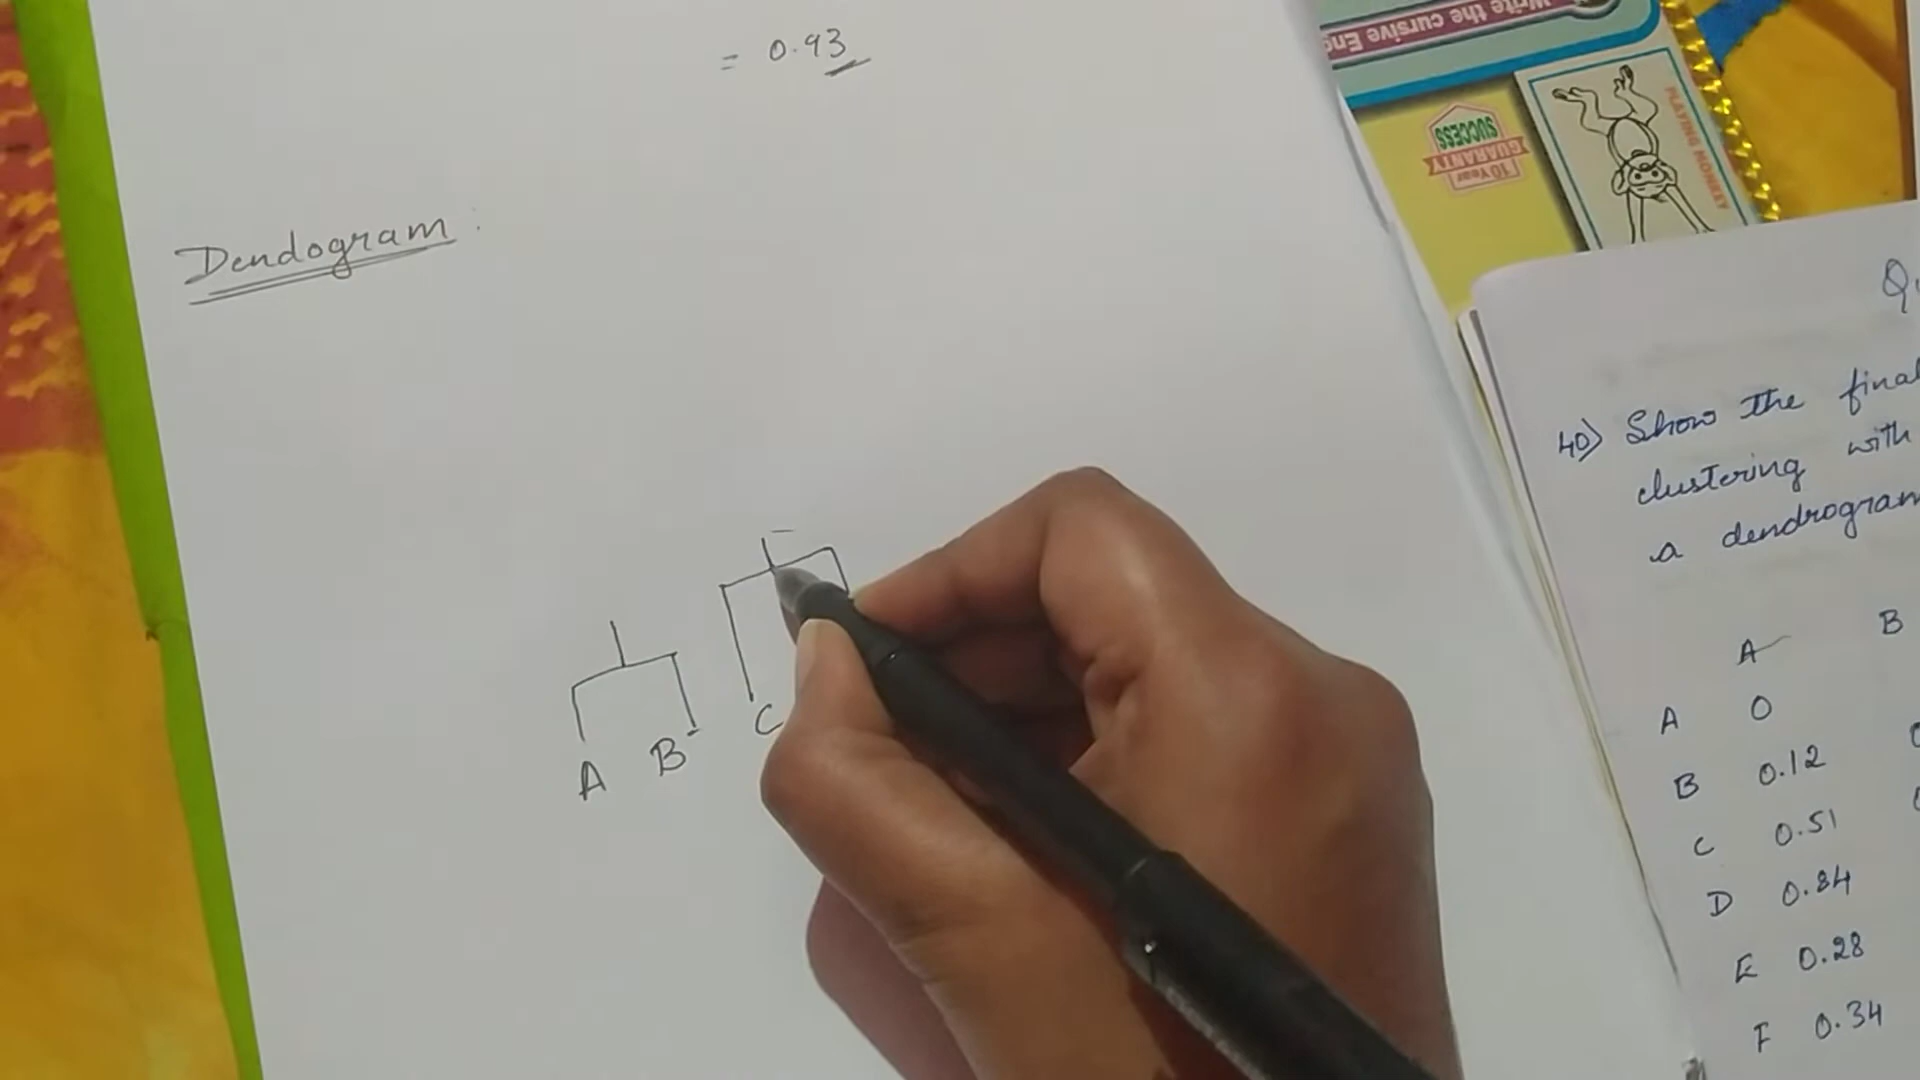 = 0.93
Dendogram :
A B C
Write the cursive Eng
10 Year
GUARANTY
SUCCESS
PLAYING MONKEY
40) Show the final
clustering with
a dendrogram
A B
A 0
B 0.12
C 0.51
D 0.84
E 0.28
F 0.34